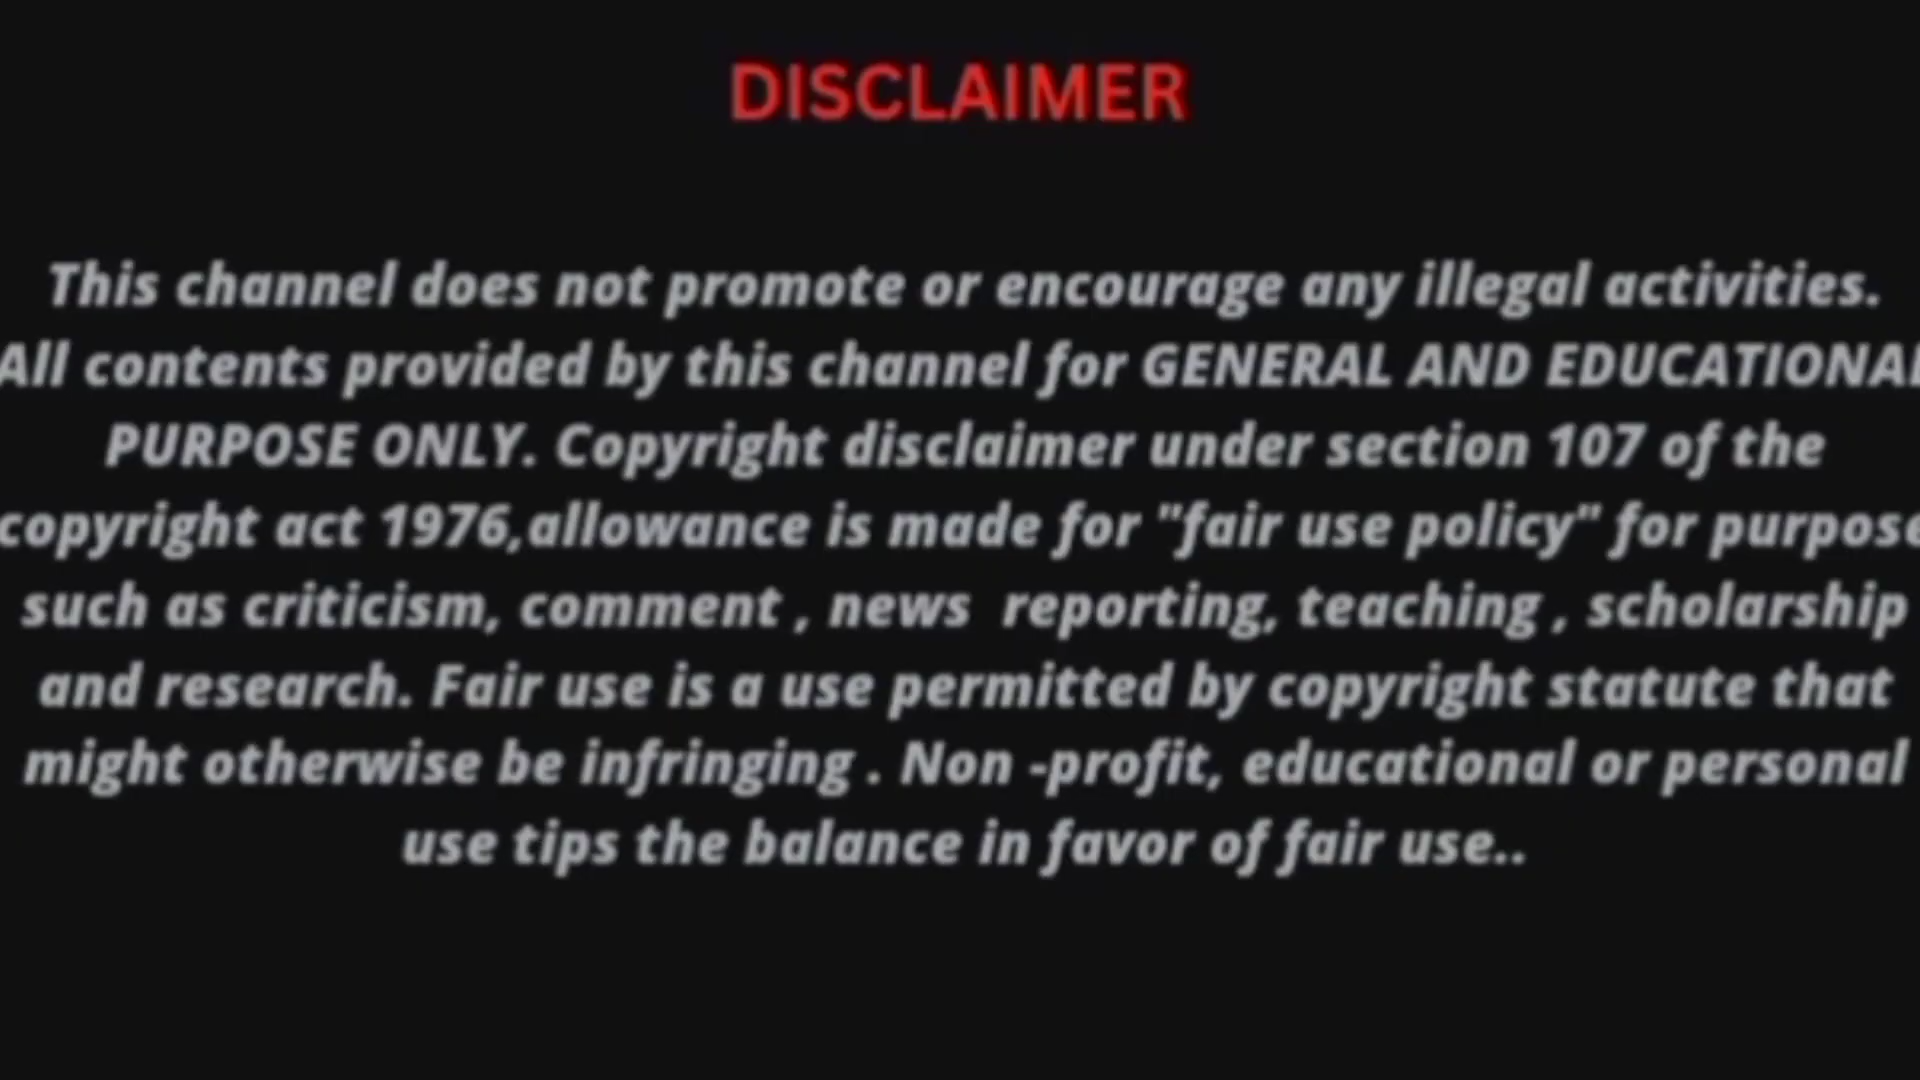 DISCLAIMER
This channel does not promote or encourage any illegal activities.
All contents provided by this channel for GENERAL AND EDUCATIONAL
PURPOSE ONLY. Copyright disclaimer under section 107 of the
copyright act 1976,allowance is made for "fair use policy" for purpose
such as criticism, comment , news  reporting, teaching , scholarship
and research. Fair use is a use permitted by copyright statute that
might otherwise be infringing . Non -profit, educational or personal
use tips the balance in favor of fair use..